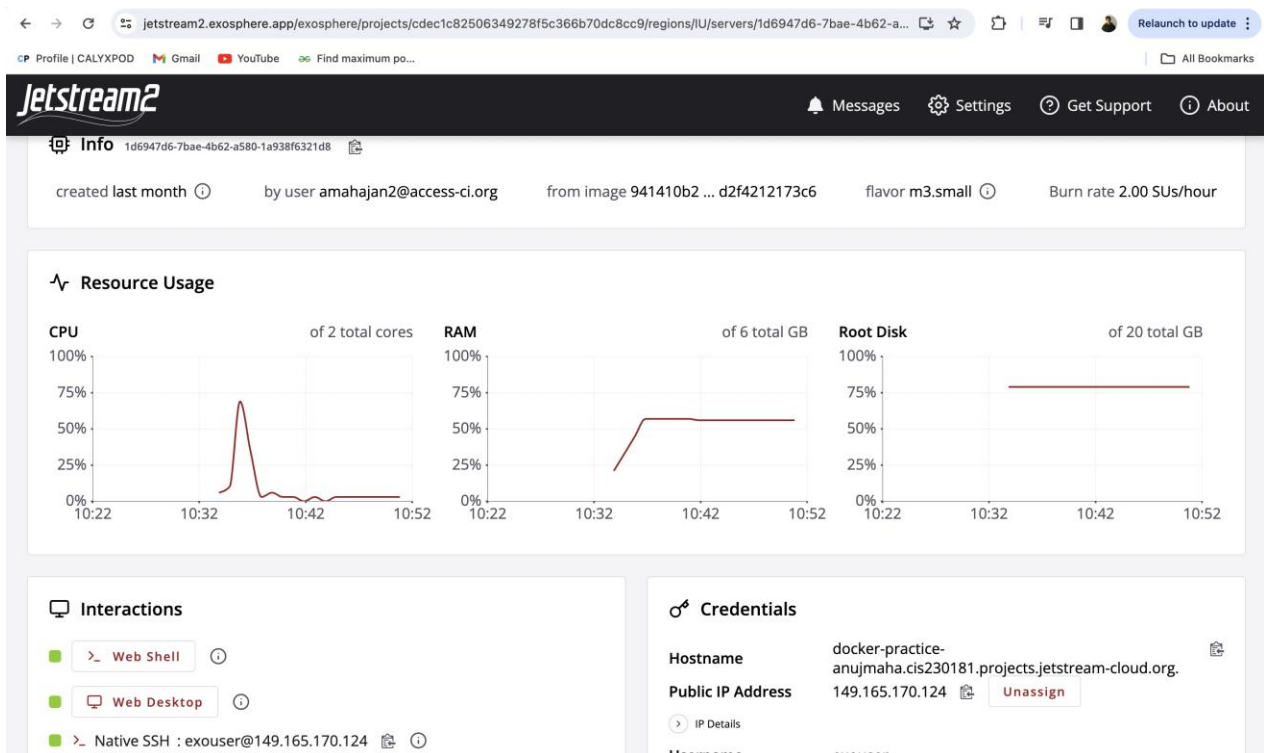 jetstream2.exosphere.app/exosphere/projects/cdec1c82506349278f5c366b70dc8cc9/regions/IU/servers/1d6947d6-7bae-4b62-a...
Relaunch to update
CP Profile | CALYXPOD Gmail YouTube Find maximum po... All Bookmarks
Jetstream2 Messages Settings Get Support About
Info 1d6947d6-7bae-4b62-a580-1a938f6321d8
created last month by user amahajan2@access-ci.org from image 941410b2 ... d2f4212173c6 flavor m3.small Burn rate 2.00 SUs/hour
Resource Usage
CPU of 2 total cores
100%
75%
50%
25%
0%
10:22 10:32 10:42 10:52
RAM of 6 total GB
100%
75%
50%
25%
0%
10:22 10:32 10:42 10:52
Root Disk of 20 total GB
100%
75%
50%
25%
0%
10:22 10:32 10:42 10:52
Interactions
>_ Web Shell
Web Desktop
>_ Native SSH : exouser@149.165.170.124
Credentials
Hostname docker-practice-
anujmaha.cis230181.projects.jetstream-cloud.org.
Public IP Address 149.165.170.124 Unassign
IP Details